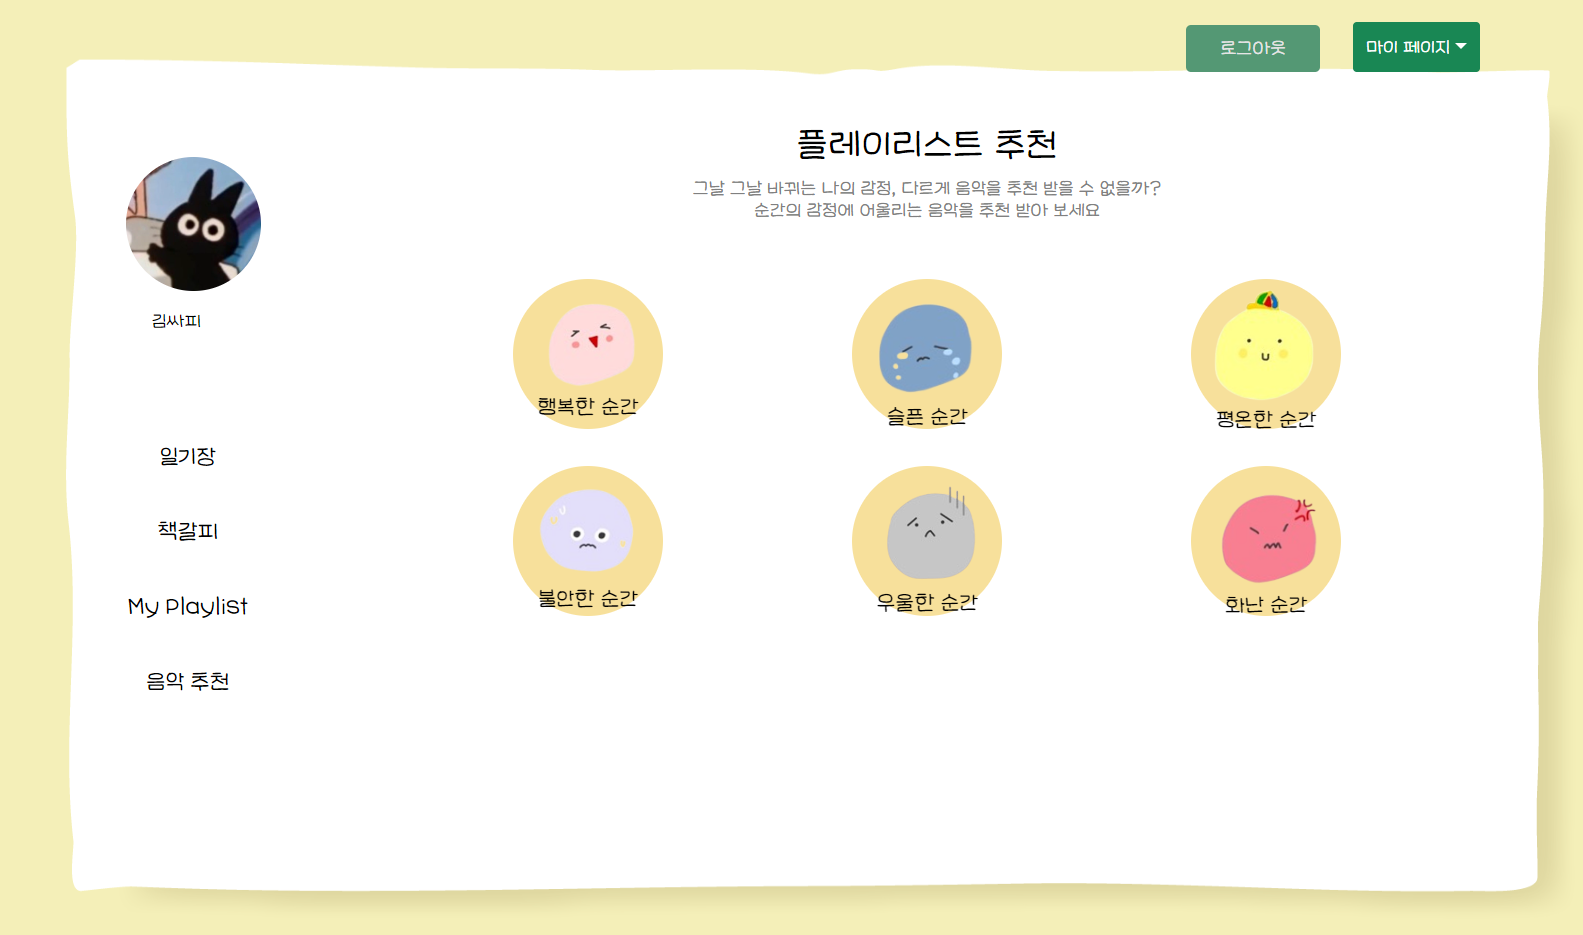 로그아웃
마이 페이지
플레이리스트 추천
그날 그날 바뀌는 나의 감정, 다르게 음악을 추천 받을 수 없을까?
순간의 감정에 어울리는 음악을 추천 받아 보세요
김싸피
일기장
책갈피
My Playlist
음악 추천
행복한 순간
슬픈 순간
평온한 순간
불안한 순간
우울한 순간
화난 순간